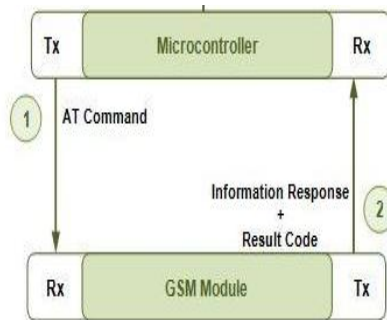 Tx Microcontroller Rx
1 AT Command
Information Response
+
Result Code
2
Rx GSM Module Tx